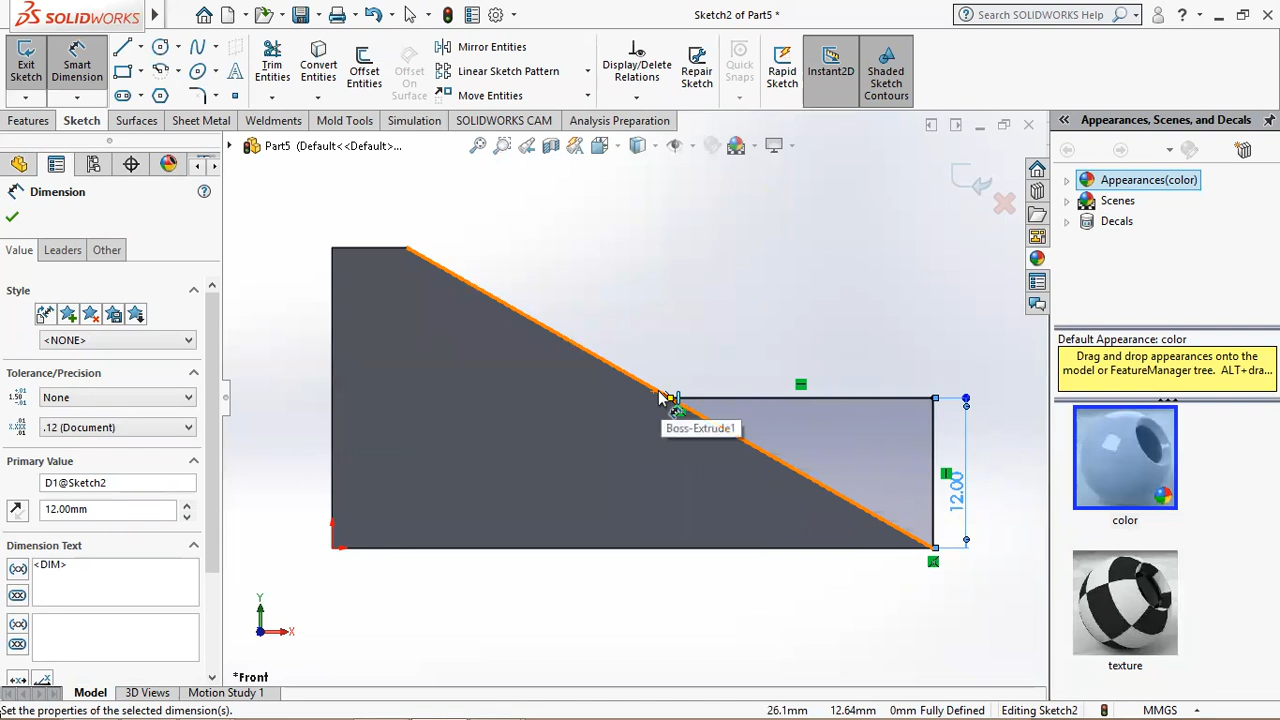 SOLIDWORKS
Sketch2 of Part5 *
Search SOLIDWORKS Help
Exit Sketch
Smart Dimension
Trim Entities
Convert Entities
Offset Entities
Offset On Surface
Mirror Entities
Linear Sketch Pattern
Move Entities
Display/Delete Relations
Repair Sketch
Quick Snaps
Rapid Sketch
Instant2D
Shaded Sketch Contours
Features
Sketch
Surfaces
Sheet Metal
Weldments
Mold Tools
Simulation
SOLIDWORKS CAM
Analysis Preparation
Part5 (Default<<Default>...
Appearances, Scenes, and Decals
Appearances(color)
Scenes
Decals
Dimension
Value
Leaders
Other
Style
<NONE>
Tolerance/Precision
None
.12 (Document)
Primary Value
D1@Sketch2
12.00mm
Dimension Text
<DIM>
Boss-Extrude1
12.00
Y
X
*Front
Default Appearance: color
Drag and drop appearances onto the
model or FeatureManager tree. ALT+dra...
color
texture
Model
3D Views
Motion Study 1
Set the properties of the selected dimension(s).
26.1mm
12.64mm
0mm Fully Defined
Editing Sketch2
MMGS